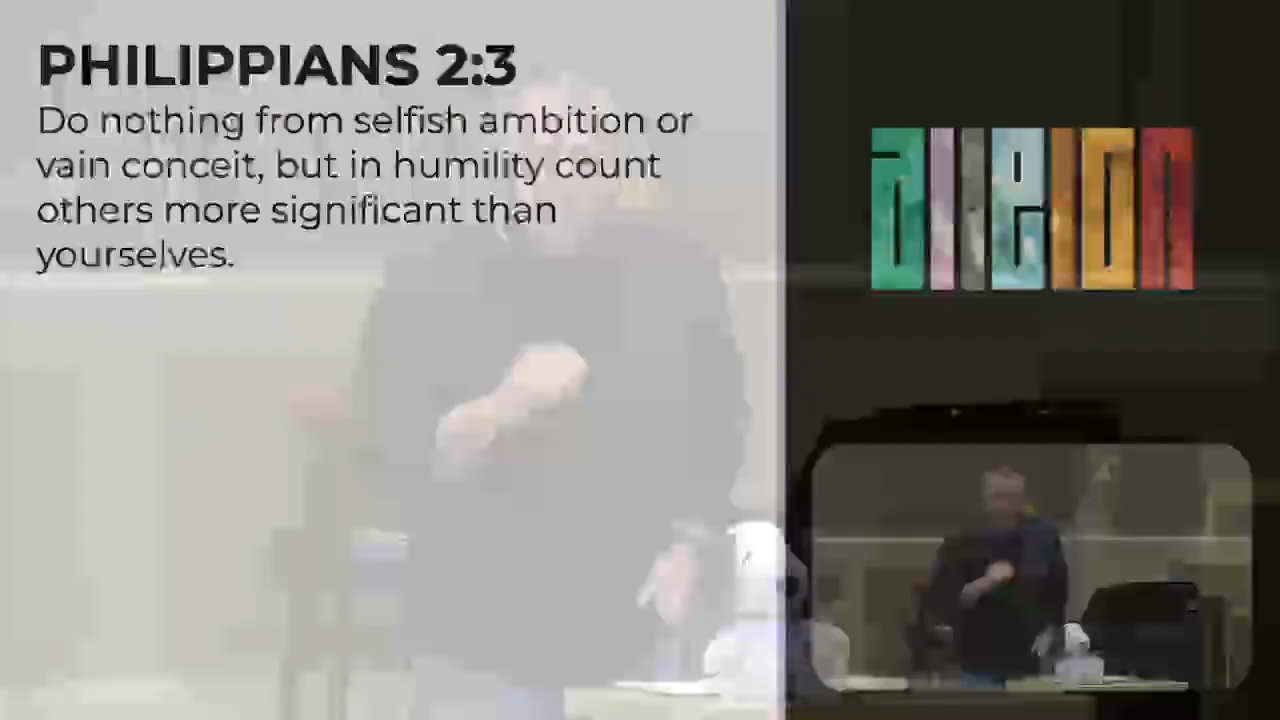 PHILIPPIANS 2:3
Do nothing from selfish ambition or
vain conceit, but in humility count
others more significant than
yourselves.